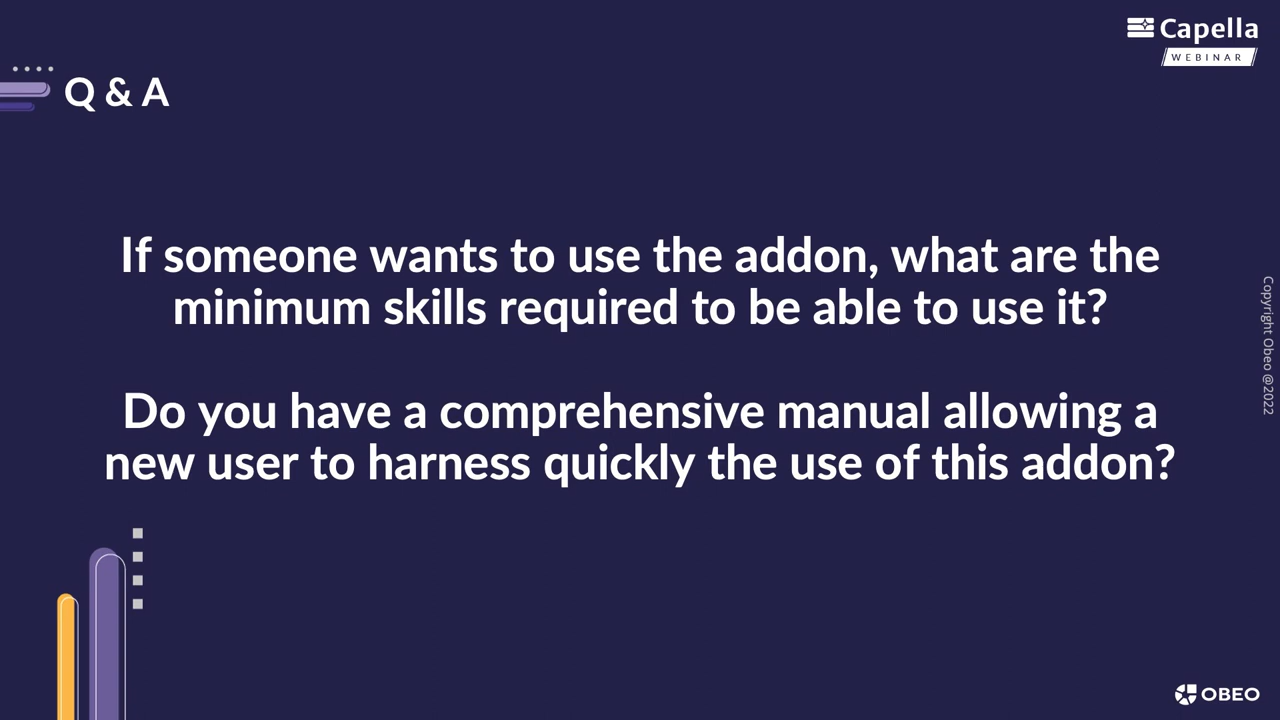 Capella
WEBINAR
Q & A
If someone wants to use the addon, what are the
minimum skills required to be able to use it?
Do you have a comprehensive manual allowing a
new user to harness quickly the use of this addon?
Copyright Obeo @2022
OBEO